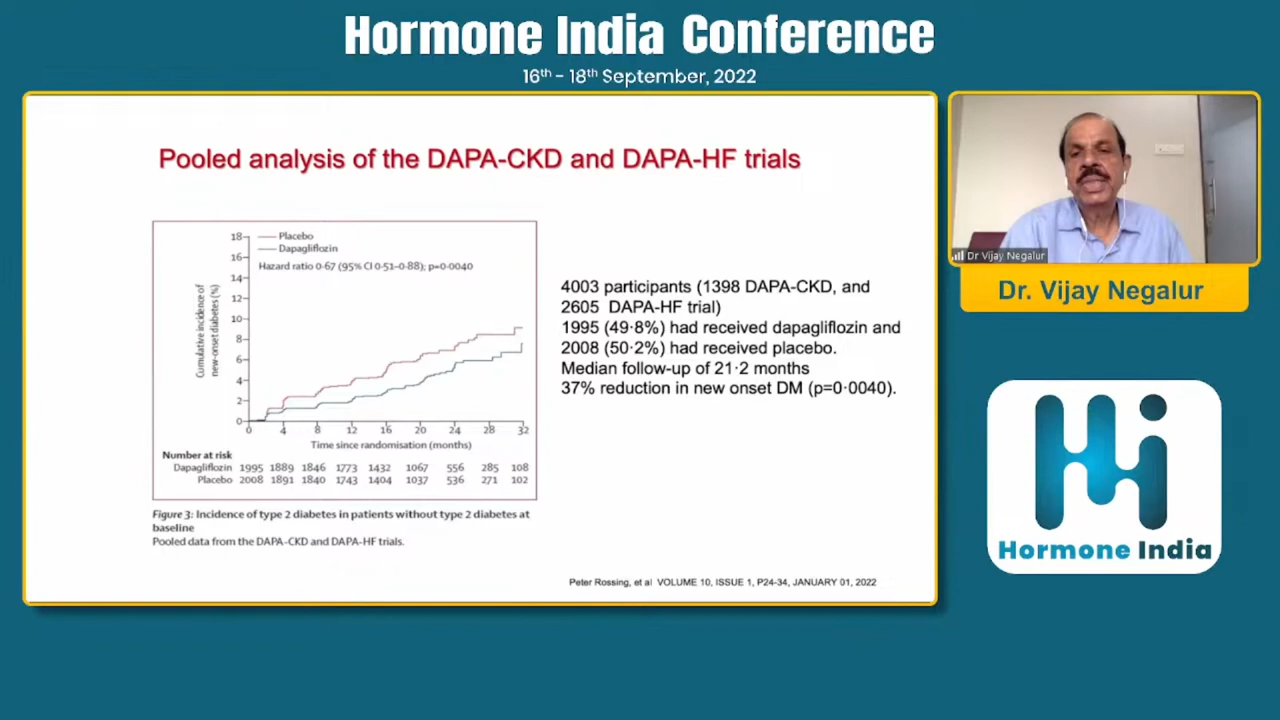 Hormone India Conference
16th - 18th September, 2022
Pooled analysis of the DAPA-CKD and DAPA-HF trials
18
16
14
12
10
8
6
4
2
0
Cumulative incidence of
new-onset diabetes (%)
Placebo
Dapagliflozin
Hazard ratio 0·67 (95% CI 0·51–0·88); p=0·0040
0 4 8 12 16 20 24 28 32
Time since randomisation (months)
Number at risk
Dapagliflozin 1995 1889 1846 1773 1432 1067 556 285 108
Placebo 2008 1891 1840 1743 1404 1037 536 271 102
Figure 3: Incidence of type 2 diabetes in patients without type 2 diabetes at
baseline
Pooled data from the DAPA-CKD and DAPA-HF trials.
4003 participants (1398 DAPA-CKD, and
2605 DAPA-HF trial)
1995 (49·8%) had received dapagliflozin and
2008 (50·2%) had received placebo.
Median follow-up of 21·2 months
37% reduction in new onset DM (p=0·0040).
Peter Rossing, et al VOLUME 10, ISSUE 1, P24-34, JANUARY 01, 2022
Dr Vijay Negalur
Dr. Vijay Negalur
Hormone India